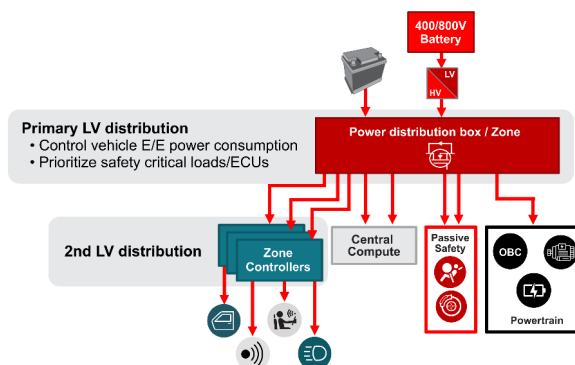 400/800V
Battery
LV
HV
Primary LV distribution
• Control vehicle E/E power consumption
• Prioritize safety critical loads/ECUs
Power distribution box / Zone
2nd LV distribution
Zone
Controllers
Central
Compute
Passive
Safety
OBC
Powertrain